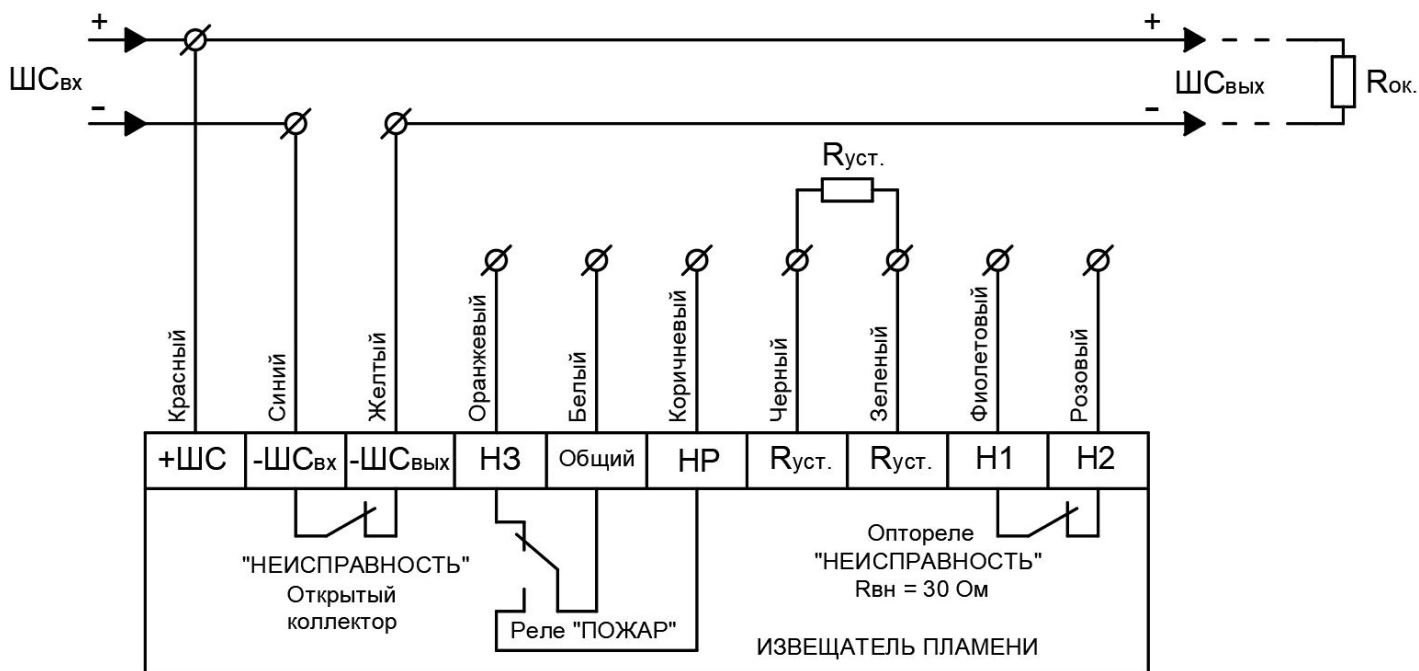 + +
ШСвх ШСвых Rок.
- -
Rуст.
Красный
Синий
Желтый
Оранжевый
Белый
Коричневый
Черный
Зеленый
Фиолетовый
Розовый
+ШС -ШСвх -ШСвых НЗ Общий НР Rуст. Rуст. Н1 Н2
"НЕИСПРАВНОСТЬ"
Открытый
коллектор
Реле "ПОЖАР"
Оптореле
"НЕИСПРАВНОСТЬ"
Rвн = 30 Ом
ИЗВЕЩАТЕЛЬ ПЛАМЕНИ